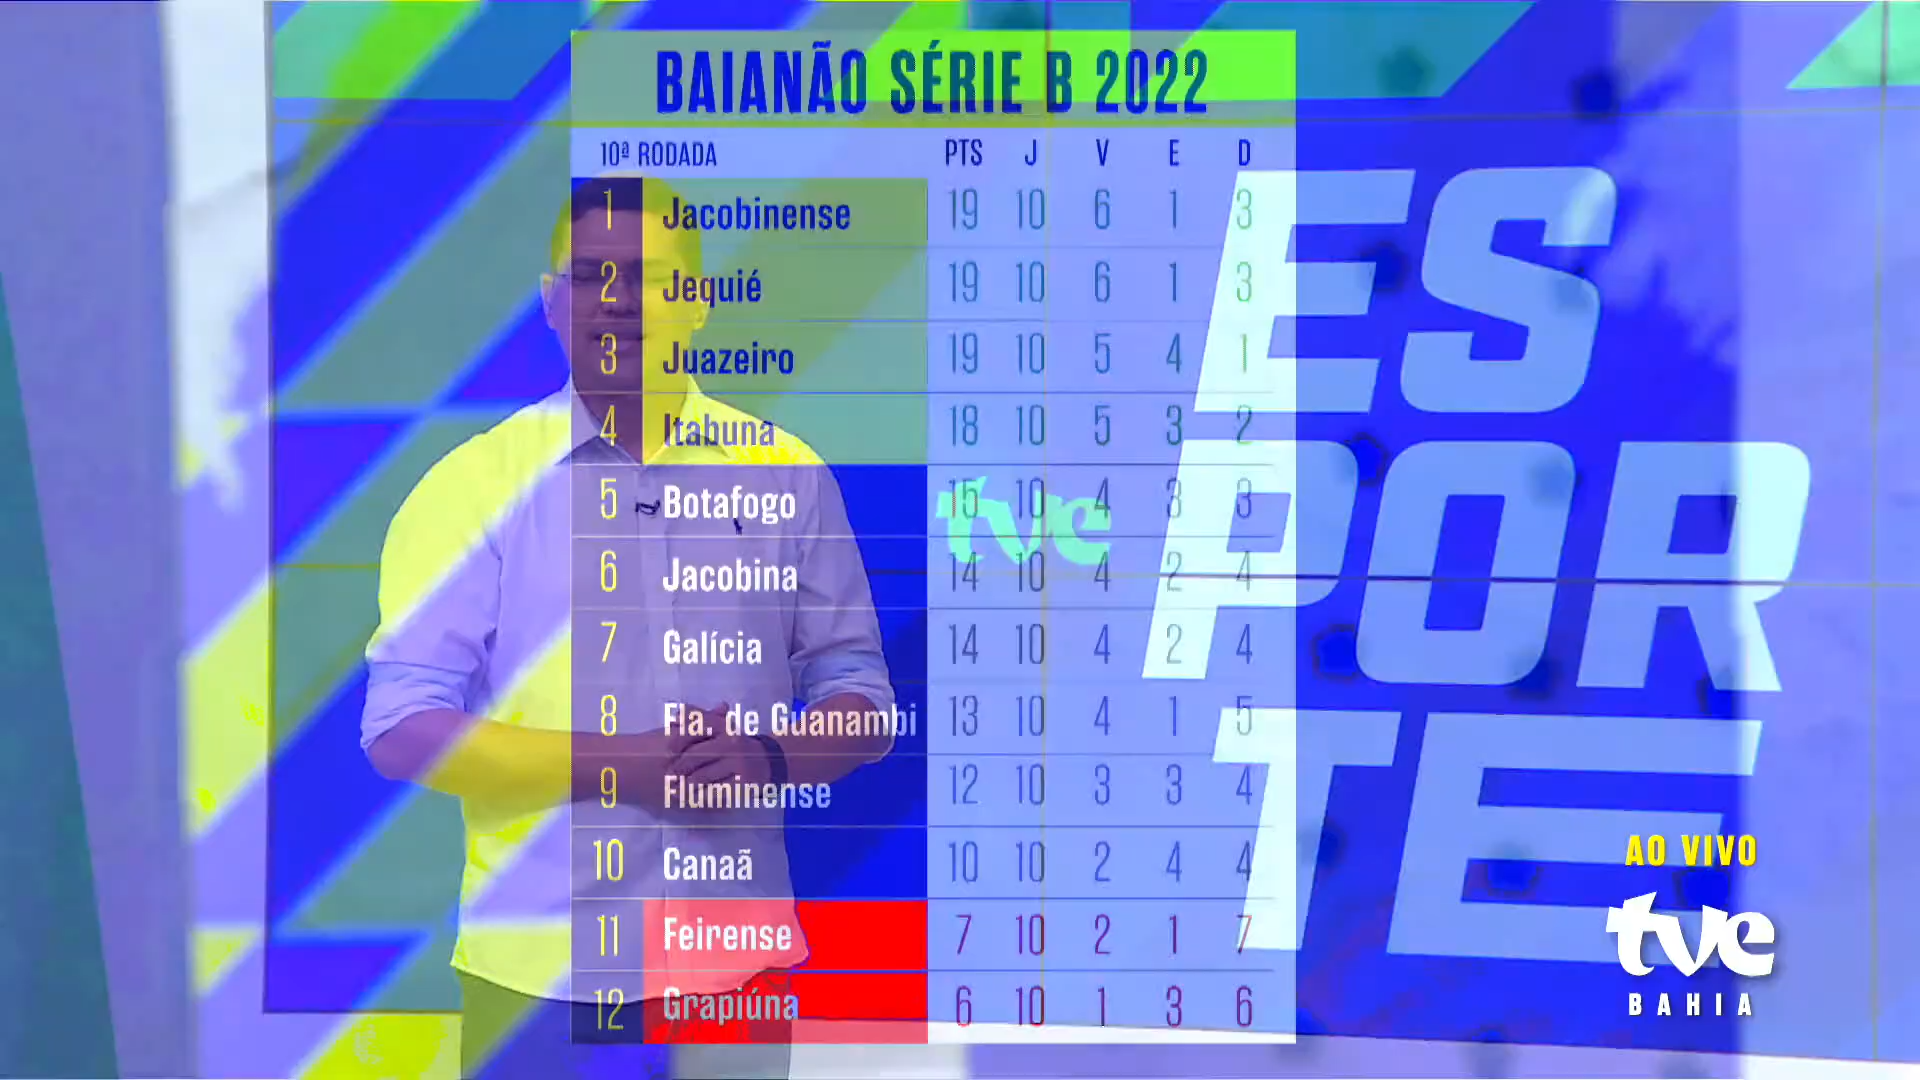 BAIANÃO SÉRIE B 2022
10ª RODADA PTS J V E D
1 Jacobinense 19 10 6 1 3
2 Jequié 19 10 6 1 3
3 Juazeiro 19 10 5 4 1
4 Itabuna 18 10 5 3 2
5 Botafogo 15 10 4 3 3
6 Jacobina 14 10 4 2 4
7 Galícia 14 10 4 2 4
8 Fla. de Guanambi 13 10 4 1 5
9 Fluminense 12 10 3 3 4
10 Canaã 10 10 2 4 4
11 Feirense 7 10 2 1 7
12 Grapiúna 6 10 1 3 6
tve
ES
POR
TE
AO VIVO
tve
BAHIA